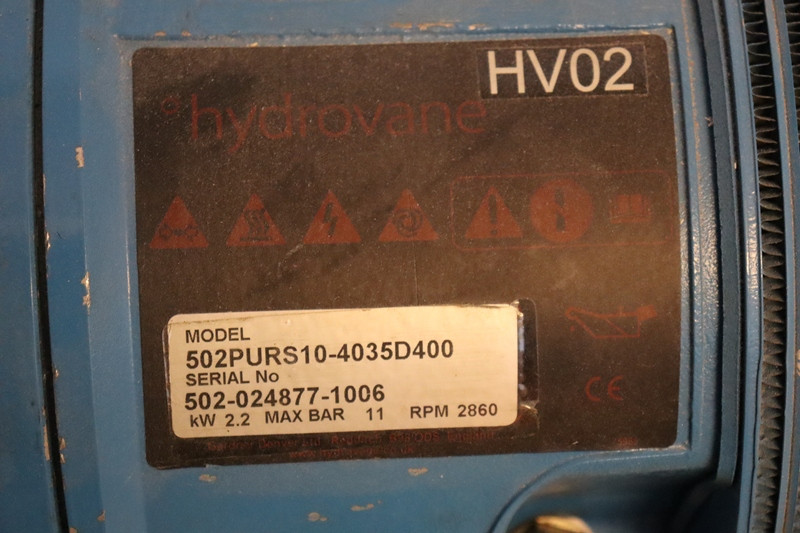 HV02
hydrovane
MODEL
502PURS10-4035D400
SERIAL No
502-024877-1006
kW 2.2 MAX BAR 11 RPM 2860
CE